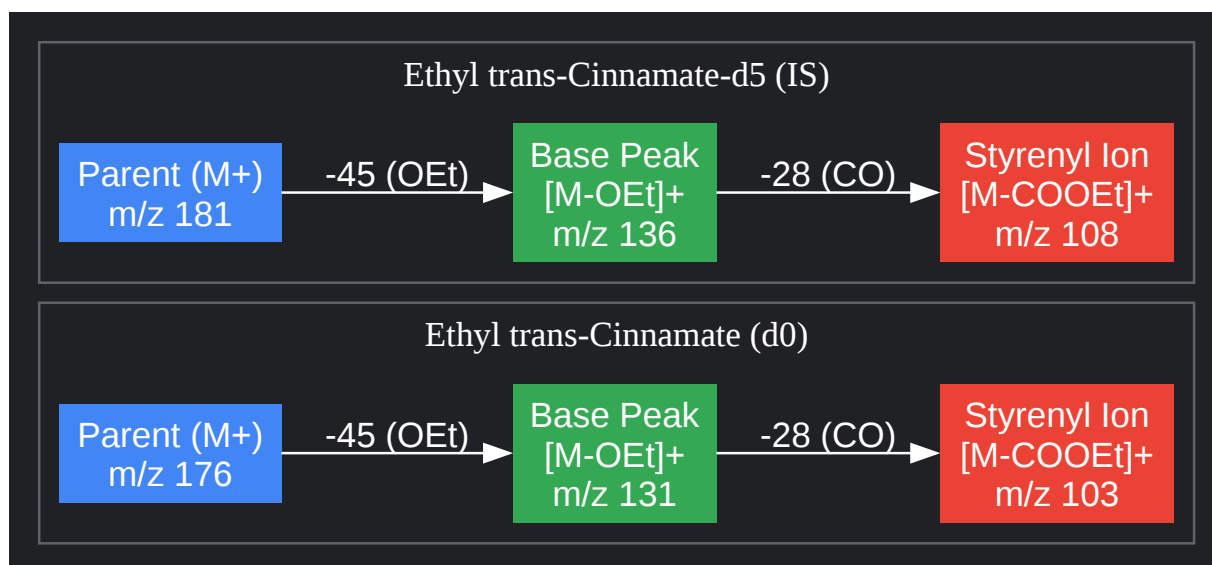 Ethyl trans-Cinnamate-d5 (IS)
Parent (M+)
m/z 181
-45 (OEt)
Base Peak
[M-OEt]+
m/z 136
-28 (CO)
Styrenyl Ion
[M-COOEt]+
m/z 108
Ethyl trans-Cinnamate (d0)
Parent (M+)
m/z 176
-45 (OEt)
Base Peak
[M-OEt]+
m/z 131
-28 (CO)
Styrenyl Ion
[M-COOEt]+
m/z 103